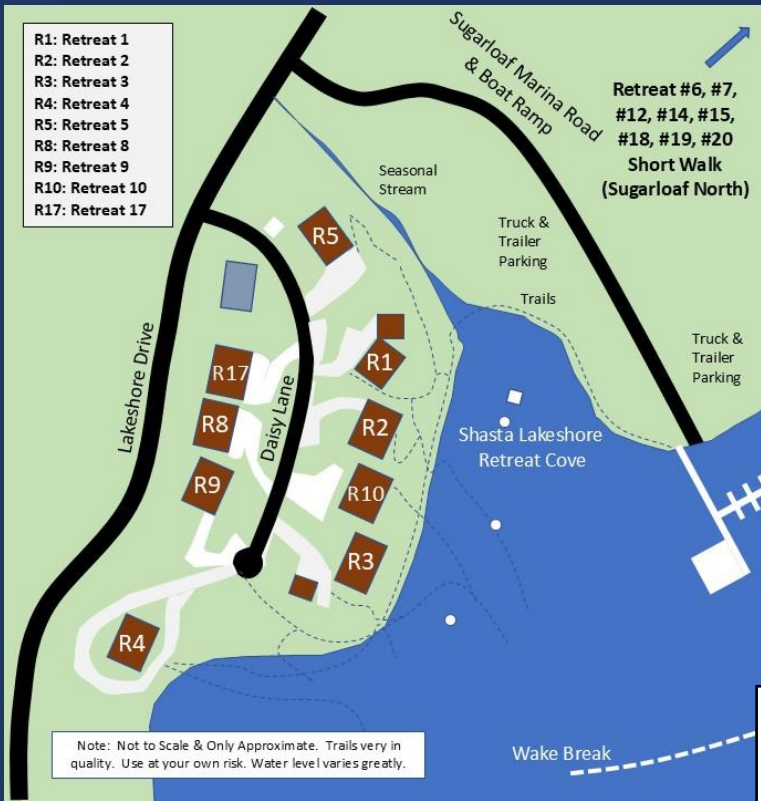 R1: Retreat 1
R2: Retreat 2
R3: Retreat 3
R4: Retreat 4
R5: Retreat 5
R8: Retreat 8
R9: Retreat 9
R10: Retreat 10
R17: Retreat 17
Sugarloaf Marina Road
& Boat Ramp
Retreat #6, #7,
#12, #14, #15,
#18, #19, #20
Short Walk
(Sugarloaf North)
Seasonal
Stream
Truck &
Trailer
Parking
Trails
Truck &
Trailer
Parking
Lakeshore Drive
Daisy Lane
R5
R1
R17
R2
R8
R9
R10
R3
R4
Shasta Lakeshore
Retreat Cove
Wake Break
Note: Not to Scale & Only Approximate. Trails very in
quality. Use at your own risk. Water level varies greatly.